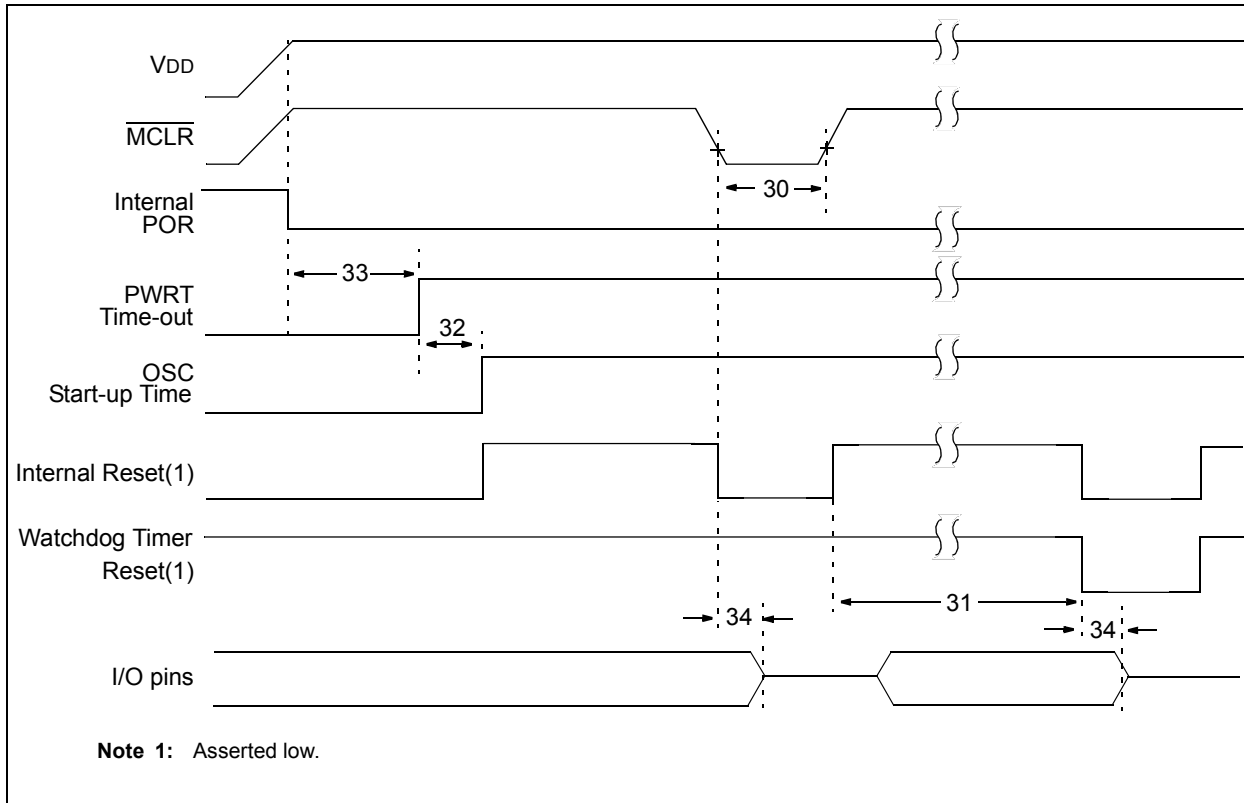 VDD
MCLR
30
Internal
POR
33
PWRT
Time-out
32
OSC
Start-up Time
Internal Reset(1)
Watchdog Timer
Reset(1)
31
34
34
I/O pins
Note 1: Asserted low.